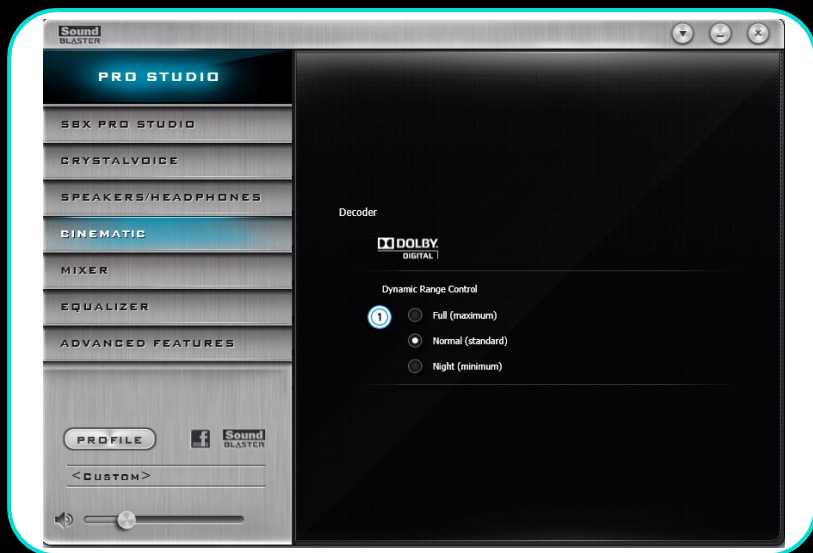 Sound
BLASTER
PRO STUDIO
SBX PRO STUDIO
CRYSTALVOICE
SPEAKERS/HEADPHONES
CINEMATIC
MIXER
EQUALIZER
ADVANCED FEATURES
PROFILE
f
Sound
BLASTER
<CUSTOM>
Decoder
DOLBY
DIGITAL
Dynamic Range Control
1
Full (maximum)
Normal (standard)
Night (minimum)